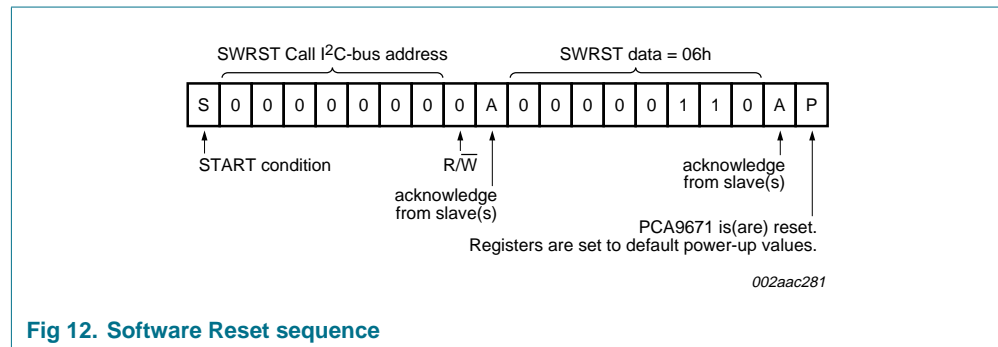 SWRST Call I²C-bus address SWRST data = 06h
S 0 0 0 0 0 0 0 0 A 0 0 0 0 0 1 1 0 A P
START condition R/W̅ acknowledge
from slave(s)
acknowledge
from slave(s)
PCA9671 is(are) reset.
Registers are set to default power-up values.
002aac281
Fig 12. Software Reset sequence